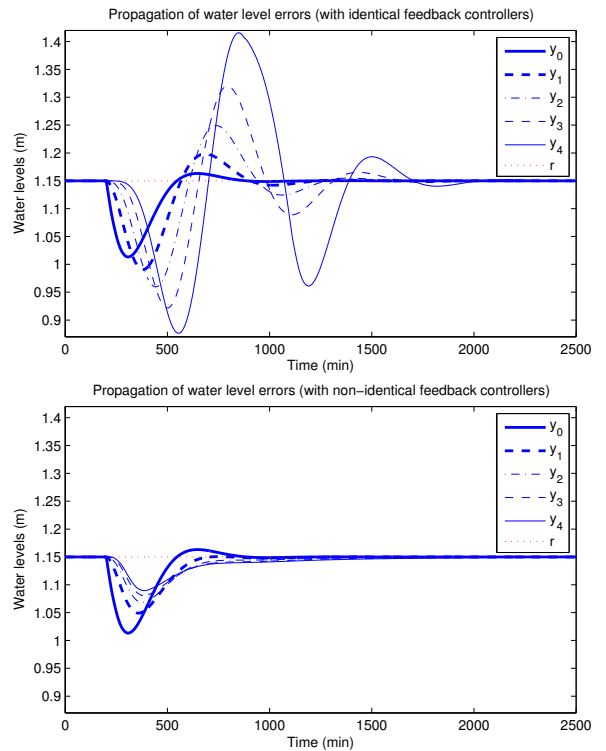 Propagation of water level errors (with identical feedback controllers)
1.4
1.35
1.3
1.25
1.2
1.15
1.1
1.05
1
0.95
0.9
Water levels (m)
y0
y1
y2
y3
y4
r
0 500 1000 1500 2000 2500
Time (min)
Propagation of water level errors (with non−identical feedback controllers)
1.4
1.35
1.3
1.25
1.2
1.15
1.1
1.05
1
0.95
0.9
Water levels (m)
y0
y1
y2
y3
y4
r
0 500 1000 1500 2000 2500
Time (min)